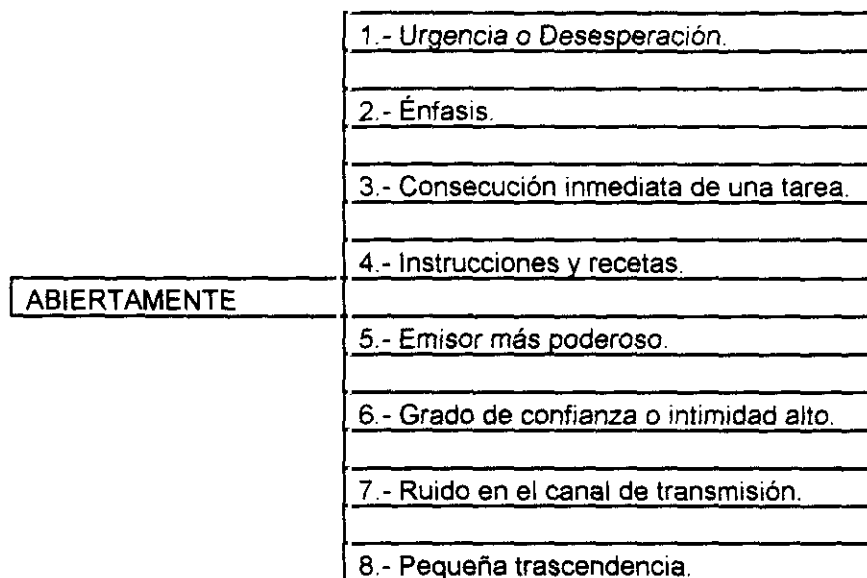 1.- Urgencia o Desesperación.
2.- Énfasis.
3.- Consecución inmediata de una tarea.
4.- Instrucciones y recetas.
ABIERTAMENTE
5.- Emisor más poderoso.
6.- Grado de confianza o intimidad alto.
7.- Ruido en el canal de transmisión.
8.- Pequeña trascendencia.